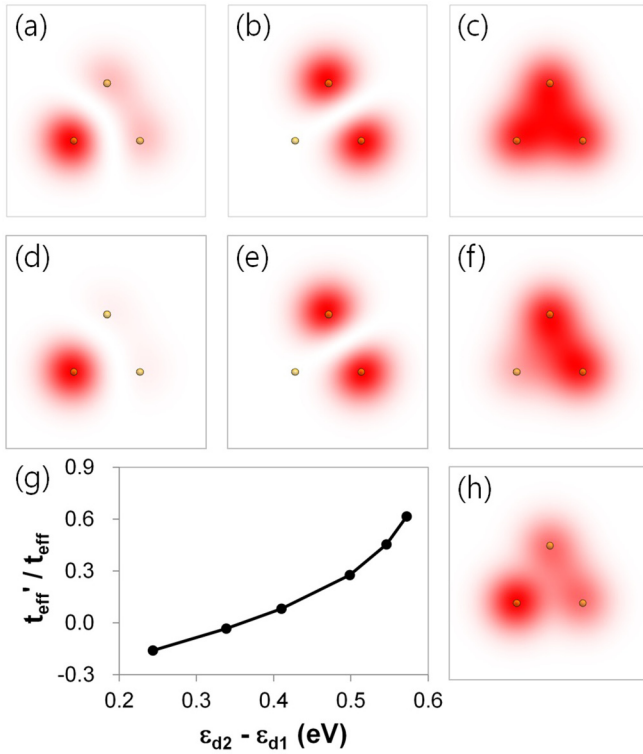 (a) (b) (c)
(d) (e) (f)
(g) (h)
0.9
0.6
0.3
0.0
-0.3
t_eff' / t_eff
0.2 0.3 0.4 0.5 0.6
ε_d2 - ε_d1 (eV)